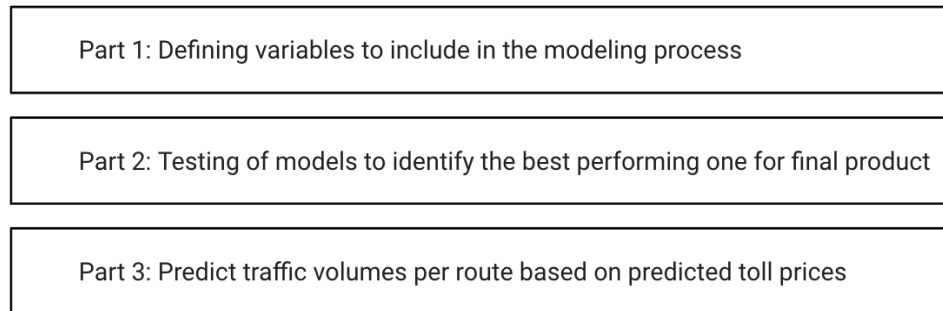 Part 1: Defining variables to include in the modeling process
Part 2: Testing of models to identify the best performing one for final product
Part 3: Predict traffic volumes per route based on predicted toll prices